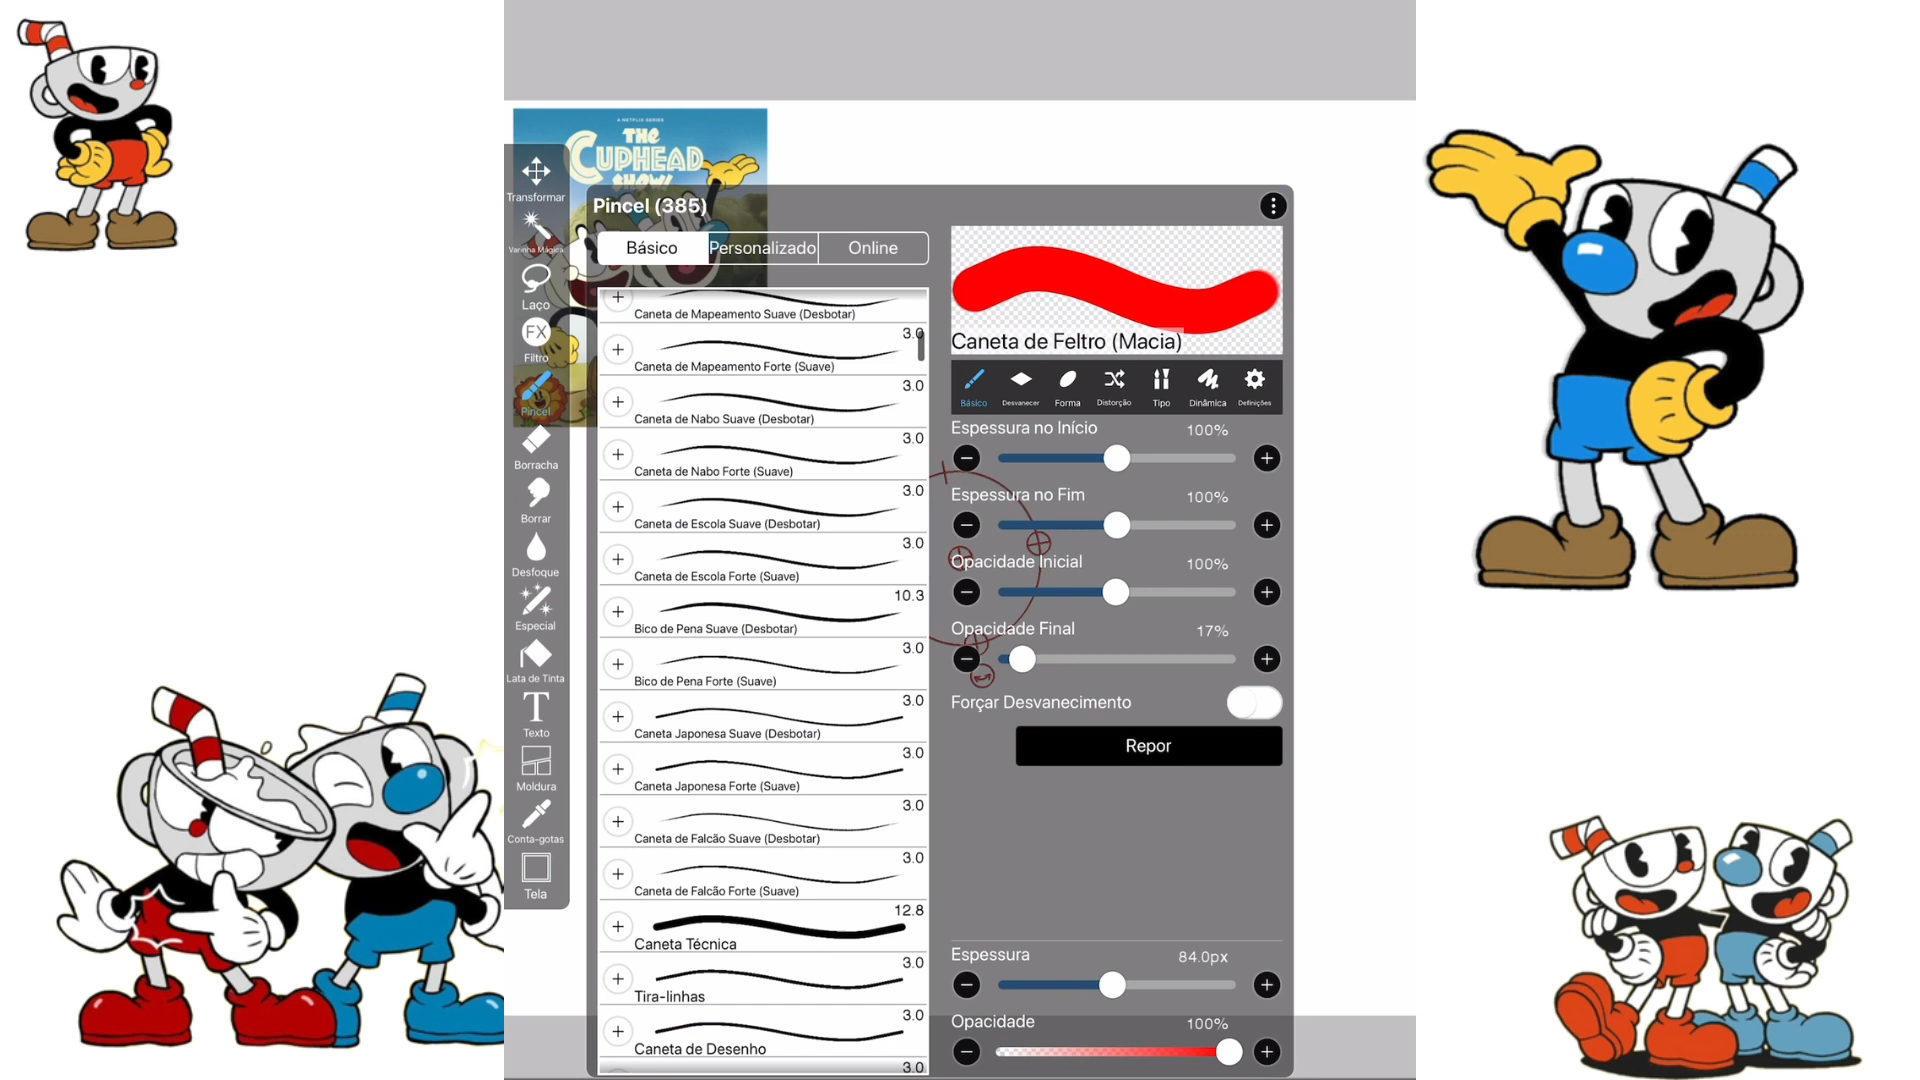 A NETFLIX SERIES
THE
CUPHEAD
SHOW!
Transformar
Varinha Mágica
Laço
FX
Filtro
Pincel
Borracha
Borrar
Desfoque
Especial
Lata de Tinta
T
Texto
Moldura
Conta-gotas
Tela
Pincel (385)
Básico
Personalizado
Online
Caneta de Mapeamento Suave (Desbotar)
3.0
Caneta de Mapeamento Forte (Suave)
3.0
Caneta de Nabo Suave (Desbotar)
3.0
Caneta de Nabo Forte (Suave)
3.0
Caneta de Escola Suave (Desbotar)
3.0
Caneta de Escola Forte (Suave)
10.3
Bico de Pena Suave (Desbotar)
3.0
Bico de Pena Forte (Suave)
3.0
Caneta Japonesa Suave (Desbotar)
3.0
Caneta Japonesa Forte (Suave)
3.0
Caneta de Falcão Suave (Desbotar)
3.0
Caneta de Falcão Forte (Suave)
12.8
Caneta Técnica
3.0
Tira-linhas
3.0
Caneta de Desenho
3.0
Caneta de Feltro (Macia)
Básico
Desvanecer
Forma
Distorção
Tipo
Dinâmica
Definições
Espessura no Início 100%
Espessura no Fim 100%
Opacidade Inicial 100%
Opacidade Final 17%
Forçar Desvanecimento
Repor
Espessura 84.0px
Opacidade 100%